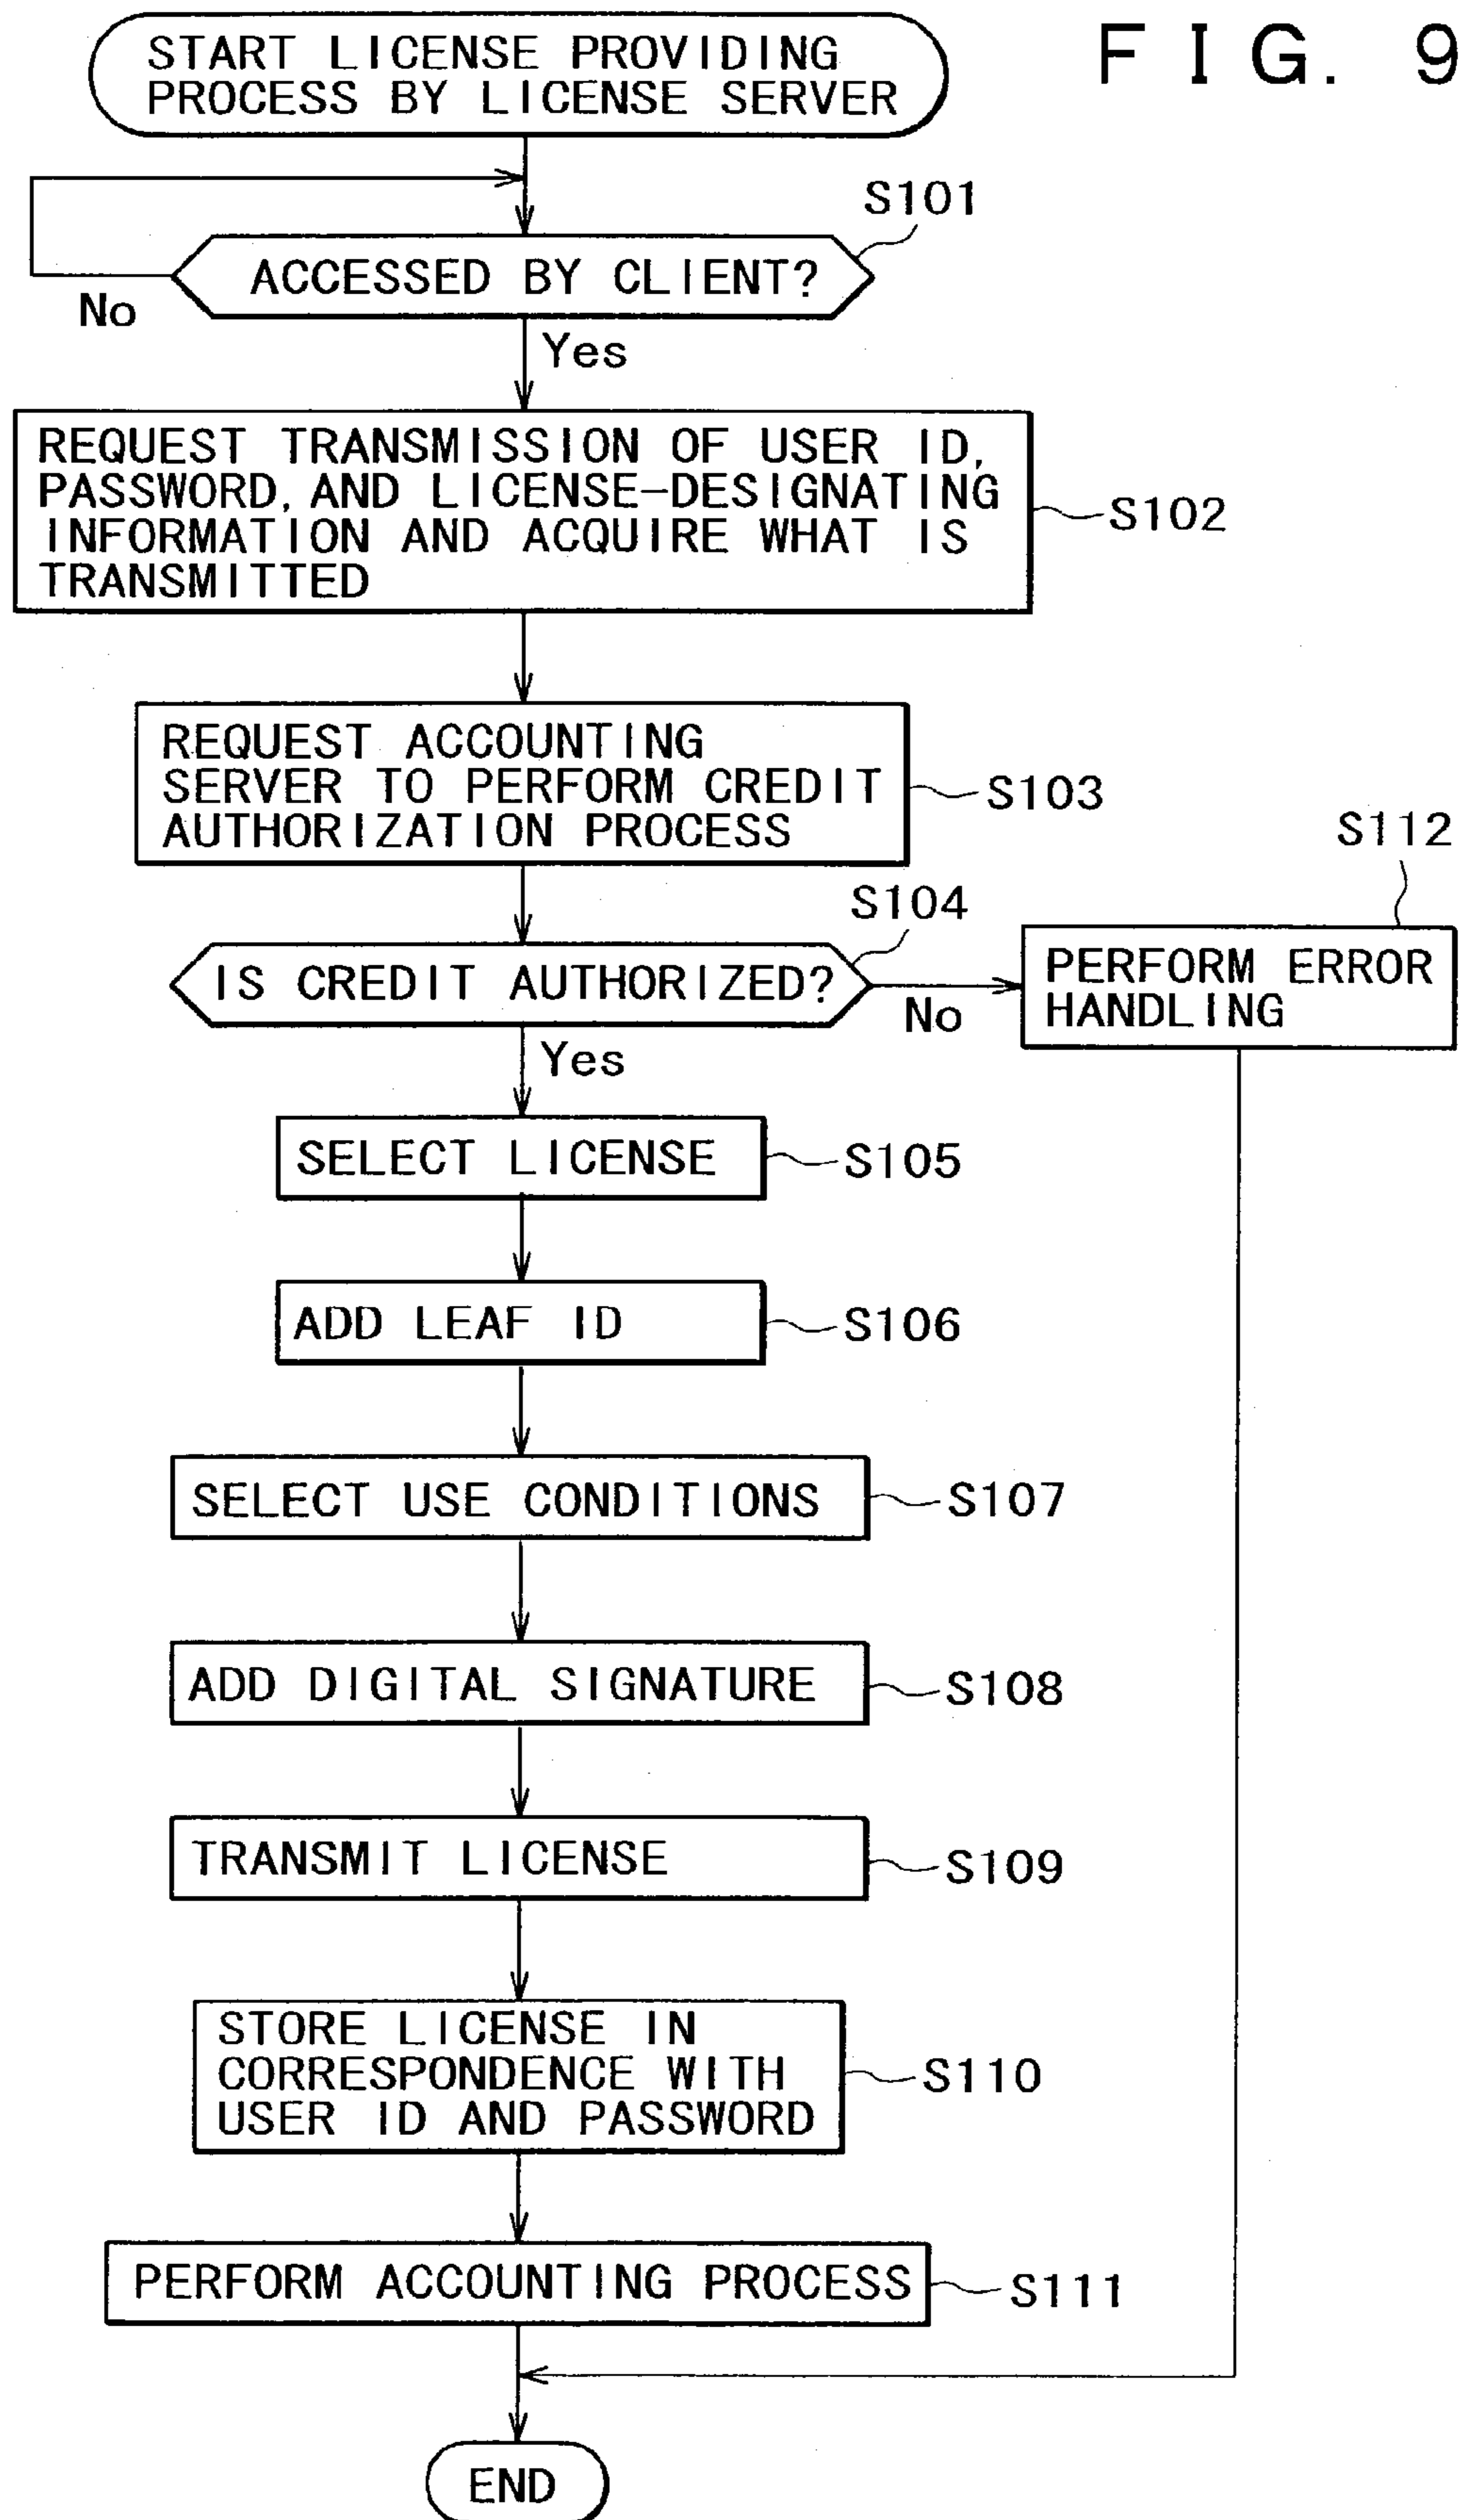 FIG. 9
START LICENSE PROVIDING
PROCESS BY LICENSE SERVER
S101
ACCESSED BY CLIENT?
No
Yes
REQUEST TRANSMISSION OF USER ID,
PASSWORD, AND LICENSE-DESIGNATING
INFORMATION AND ACQUIRE WHAT IS
TRANSMITTED
S102
REQUEST ACCOUNTING
SERVER TO PERFORM CREDIT
AUTHORIZATION PROCESS
S103
S104
IS CREDIT AUTHORIZED?
No
S112
PERFORM ERROR
HANDLING
Yes
SELECT LICENSE
S105
ADD LEAF ID
S106
SELECT USE CONDITIONS
S107
ADD DIGITAL SIGNATURE
S108
TRANSMIT LICENSE
S109
STORE LICENSE IN
CORRESPONDENCE WITH
USER ID AND PASSWORD
S110
PERFORM ACCOUNTING PROCESS
S111
END